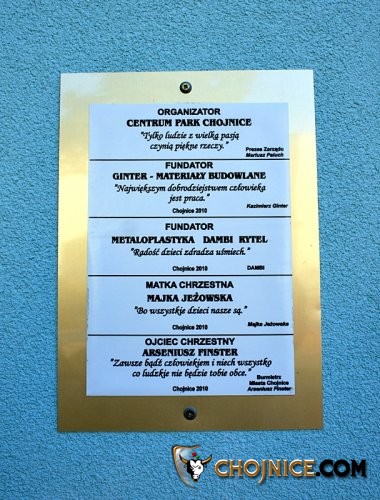 ORGANIZATOR
CENTRUM PARK CHOJNICE
"Tylko ludzie z wielką pasją
czynią piękne rzeczy."
Prezes Zarządu
Mariusz Paluch
FUNDATOR
GINTER - MATERIAŁY BUDOWLANE
"Największym dobrodziejstwem człowieka
jest praca."
Kazimierz Ginter
Chojnice 2010
FUNDATOR
METALOPLASTYKA DAMBI KYTEL
"Radość dzieci zdradza uśmiech."
Chojnice 2010
DAMBI
MATKA CHRZESTNA
MAJKA JEŻOWSKA
"Bo wszystkie dzieci nasze są."
Chojnice 2010
Majka Jeżowska
OJCIEC CHRZESTNY
ARSENIUSZ FINSTER
"Zawsze bądź człowiekiem i niech wszystko
co ludzkie nie będzie tobie obce."
Burmistrz
Miasta Chojnice
Chojnice 2010
Arseniusz Finster
CHOJNICE.COM